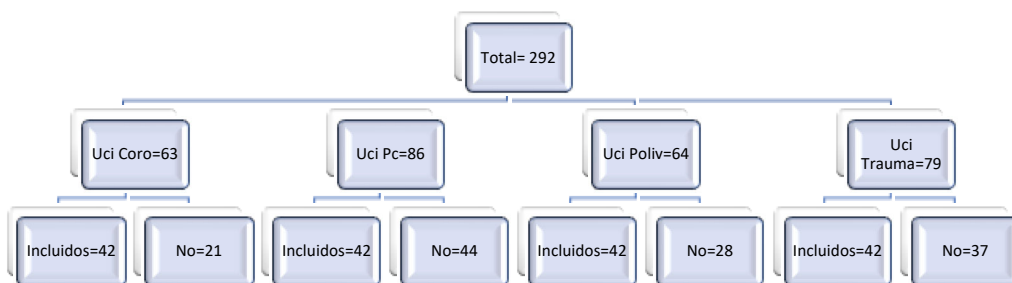 Total= 292
Uci Coro=63
Uci Pc=86
Uci Poliv=64
Uci
Trauma=79
Incluidos=42
No=21
Incluidos=42
No=44
Incluidos=42
No=28
Incluidos=42
No=37